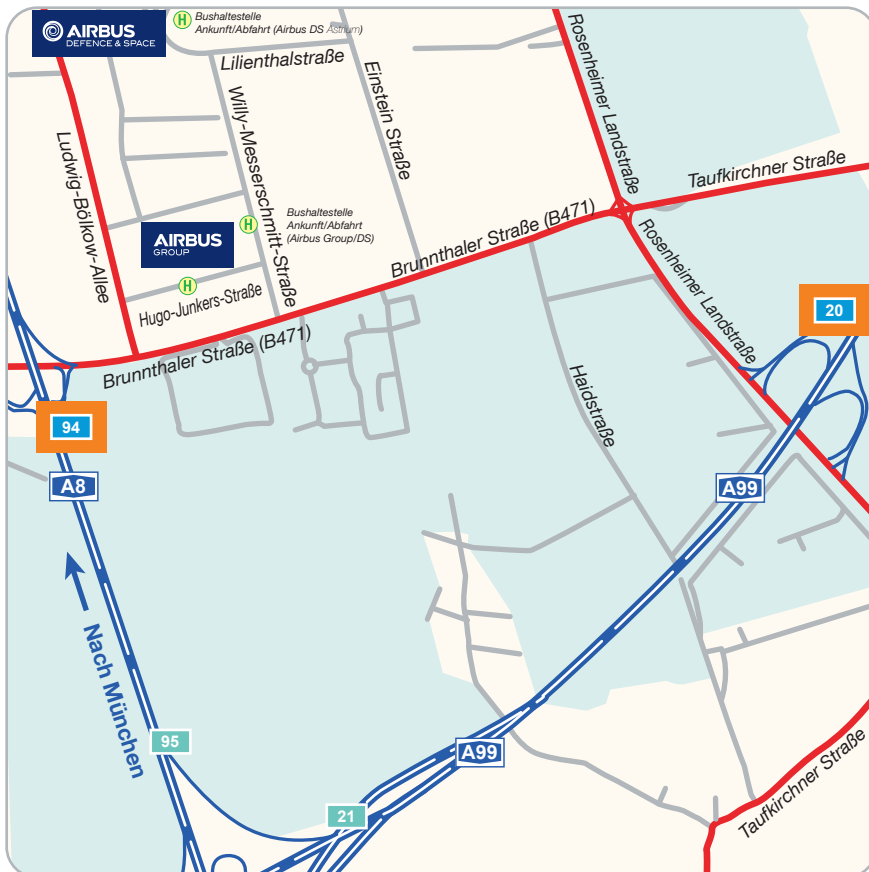 AIRBUS
DEFENCE & SPACE
H
Bushaltestelle
Ankunft/Abfahrt (Airbus DS Astrium)
Lilienthalstraße
Rosenheimer Landstraße
Einstein Straße
Willy-Messerschmitt-Straße
Ludwig-Bölkow-Allee
Taufkirchner Straße
H
Bushaltestelle
Ankunft/Abfahrt
(Airbus Group/DS)
AIRBUS
GROUP
Brunnthaler Straße (B471)
Rosenheimer Landstraße
H
Hugo-Junkers-Straße
20
Brunnthaler Straße (B471)
Haidstraße
94
A8
A99
Nach München
95
A99
21
Taufkirchner Straße